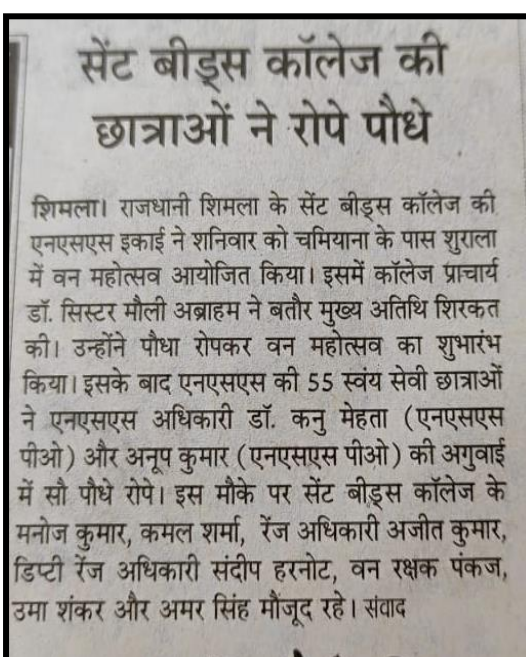 सेंट बीड्स कॉलेज की
छात्राओं ने रोपे पौधे
शिमला। राजधानी शिमला के सेंट बीड्स कॉलेज की
एनएसएस इकाई ने शनिवार को चमियाना के पास शुराला
में वन महोत्सव आयोजित किया। इसमें कॉलेज प्राचार्य
डॉ. सिस्टर मौली अब्राहम ने बतौर मुख्य अतिथि शिरकत
की। उन्होंने पौधा रोपकर वन महोत्सव का शुभारंभ
किया। इसके बाद एनएसएस की 55 स्वंय सेवी छात्राओं
ने एनएसएस अधिकारी डॉ. कनु मेहता (एनएसएस
पीओ) और अनूप कुमार (एनएसएस पीओ) की अगुवाई
में सौ पौधे रोपे। इस मौके पर सेंट बीड्स कॉलेज के
मनोज कुमार, कमल शर्मा, रेंज अधिकारी अजीत कुमार,
डिप्टी रेंज अधिकारी संदीप हरनोट, वन रक्षक पंकज,
उमा शंकर और अमर सिंह मौजूद रहे। संवाद